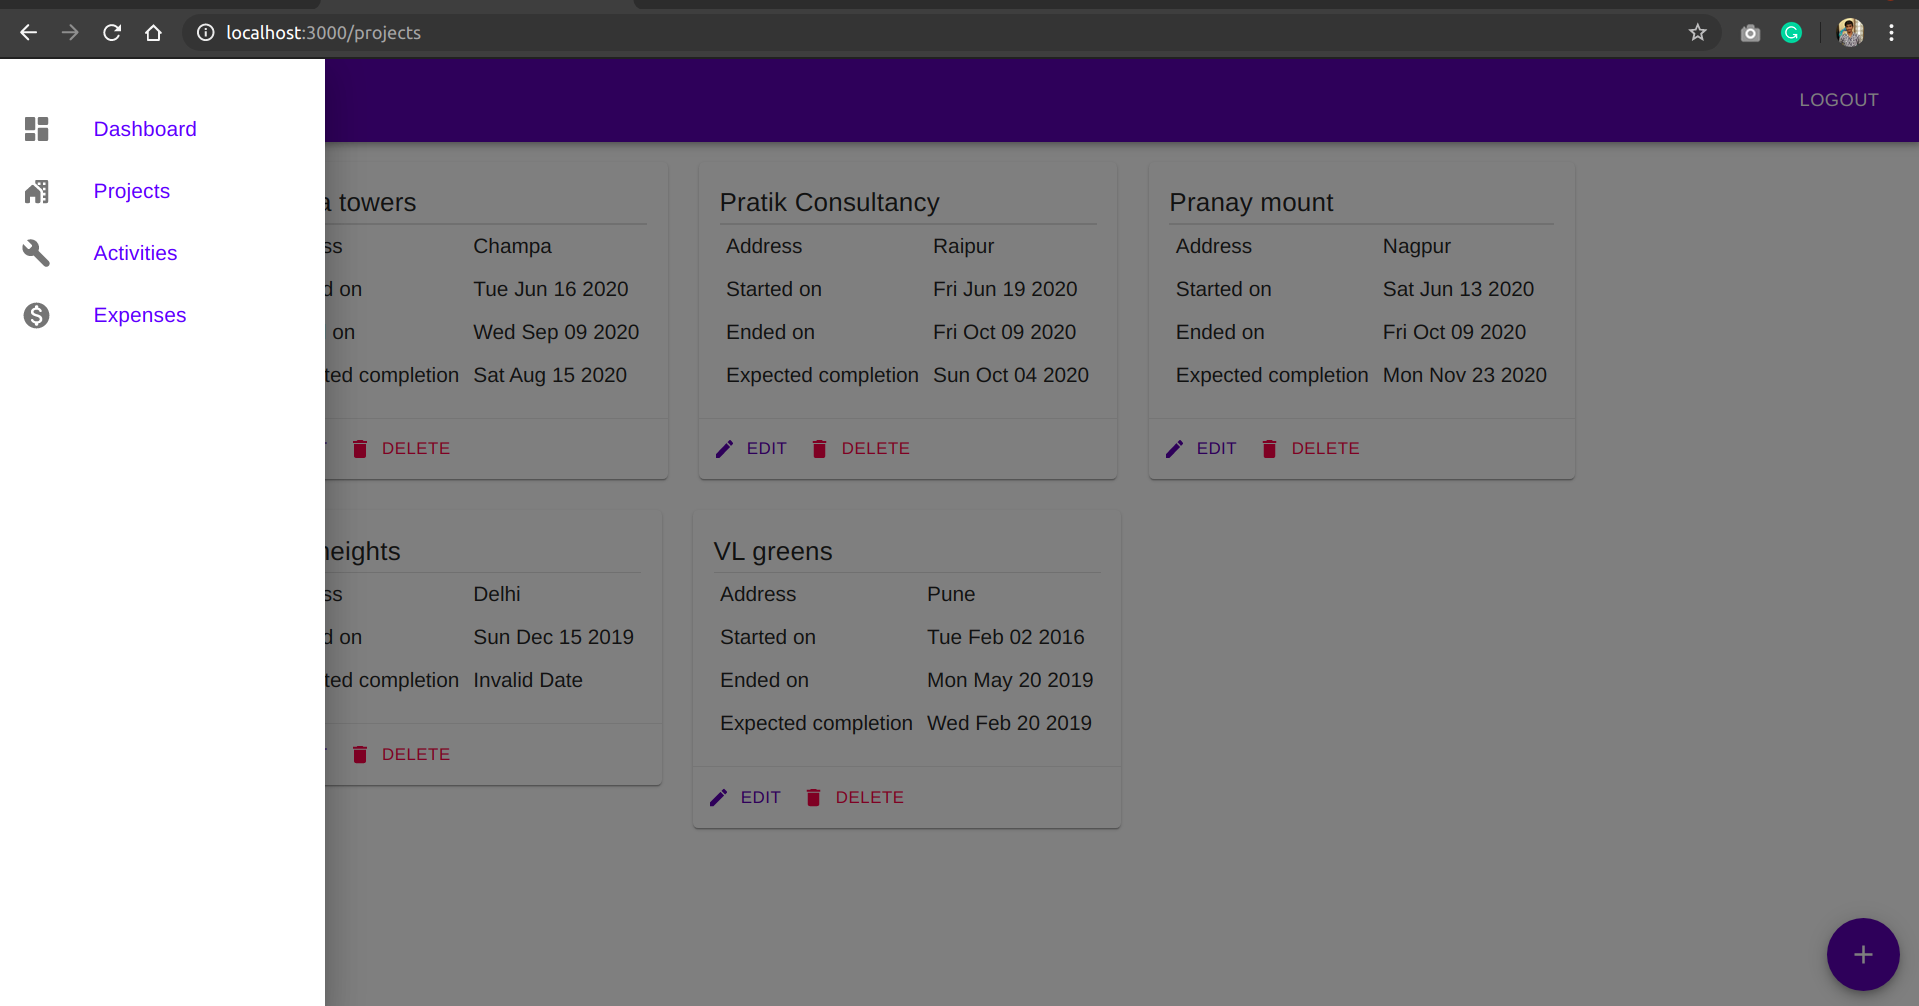 localhost:3000/projects
LOGOUT
Dashboard
Projects
Activities
Expenses
towers
Champa
on
Tue Jun 16 2020
on
Wed Sep 09 2020
completion
Sat Aug 15 2020
DELETE
Pratik Consultancy
Address
Raipur
Started on
Fri Jun 19 2020
Ended on
Fri Oct 09 2020
Expected completion
Sun Oct 04 2020
EDIT
DELETE
Pranay mount
Address
Nagpur
Started on
Sat Jun 13 2020
Ended on
Fri Oct 09 2020
Expected completion
Mon Nov 23 2020
EDIT
DELETE
heights
Delhi
on
Sun Dec 15 2019
completion
Invalid Date
DELETE
VL greens
Address
Pune
Started on
Tue Feb 02 2016
Ended on
Mon May 20 2019
Expected completion
Wed Feb 20 2019
EDIT
DELETE